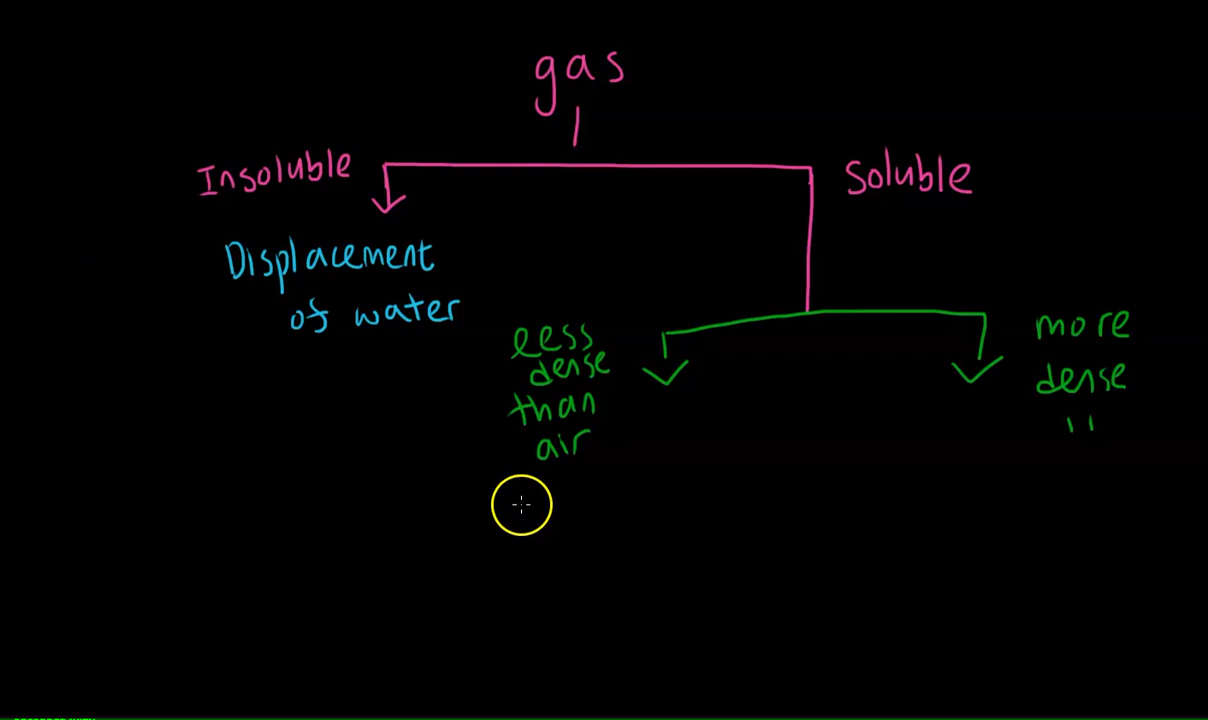 gas
Insoluble
Soluble
Displacement
of water
less
dense
than
air
more
dense
"